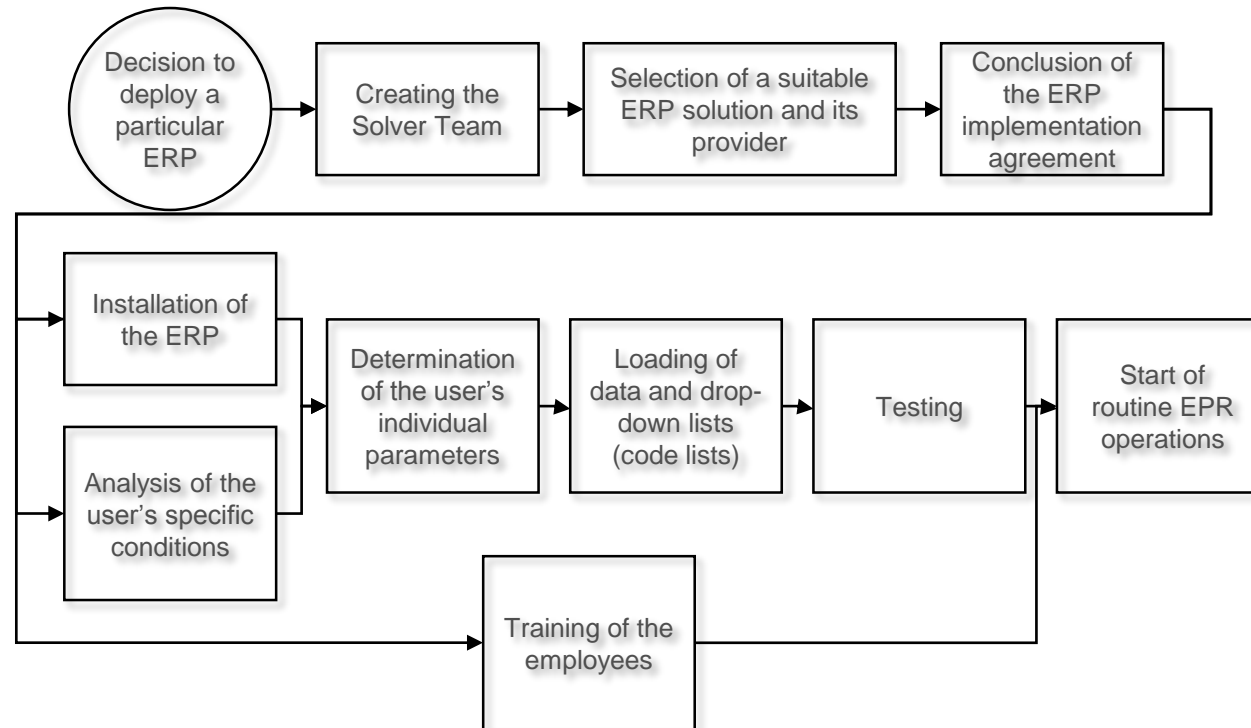 Decision to
deploy a
particular
ERP
Creating the
Solver Team
Selection of a suitable
ERP solution and its
provider
Conclusion of
the ERP
implementation
agreement
Installation of
the ERP
Analysis of the
user’s specific
conditions
Determination
of the user’s
individual
parameters
Loading of
data and drop-
down lists
(code lists)
Testing
Start of
routine EPR
operations
Training of the
employees